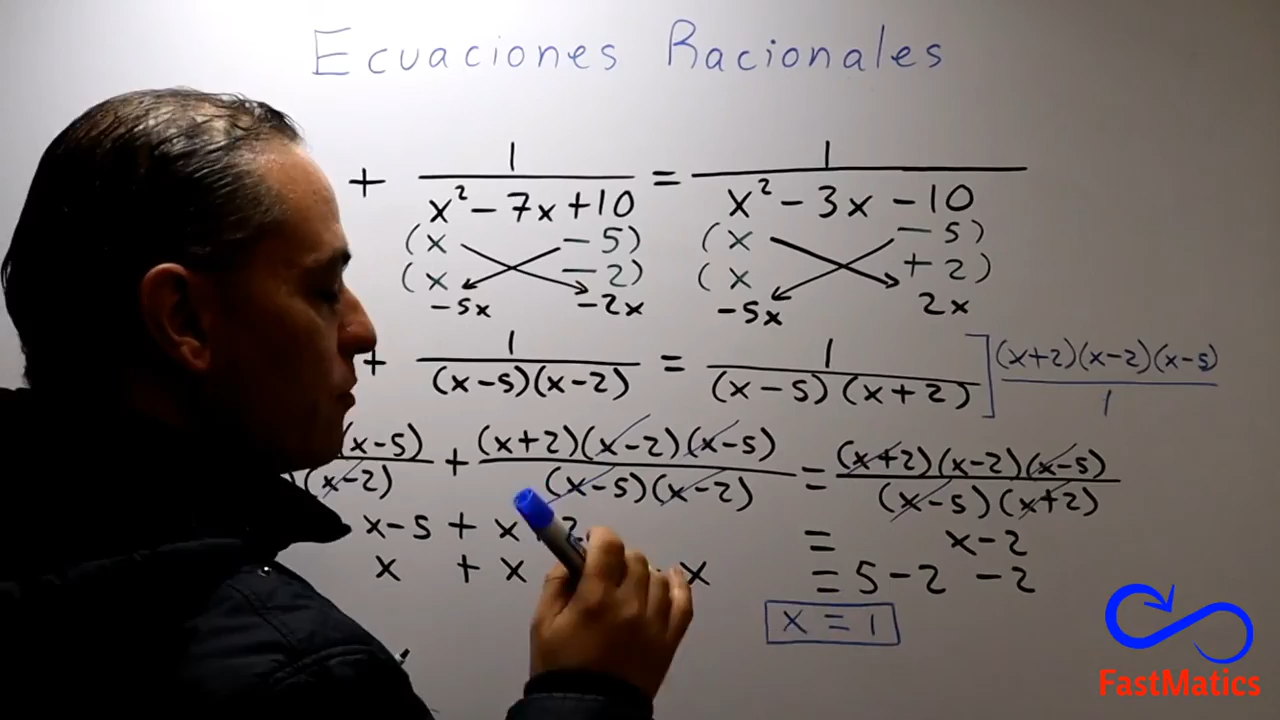 Ecuaciones Racionales
+ 1 / (x² - 7x + 10) = 1 / (x² - 3x - 10)
(x - 5) (x - 5)
(x - 2) (x + 2)
-5x -2x -5x 2x
+ 1 / ((x-5)(x-2)) = 1 / ((x-5)(x+2)) ] (x+2)(x-2)(x-5) / 1
(x-5) / (x-2) + (x+2)(x-2)(x-5) / ((x-5)(x-2)) = (x+2)(x-2)(x-5) / ((x-5)(x+2))
x-5 + x 2 = x-2
x + x - x = 5-2 -2
x = 1
FastMatics